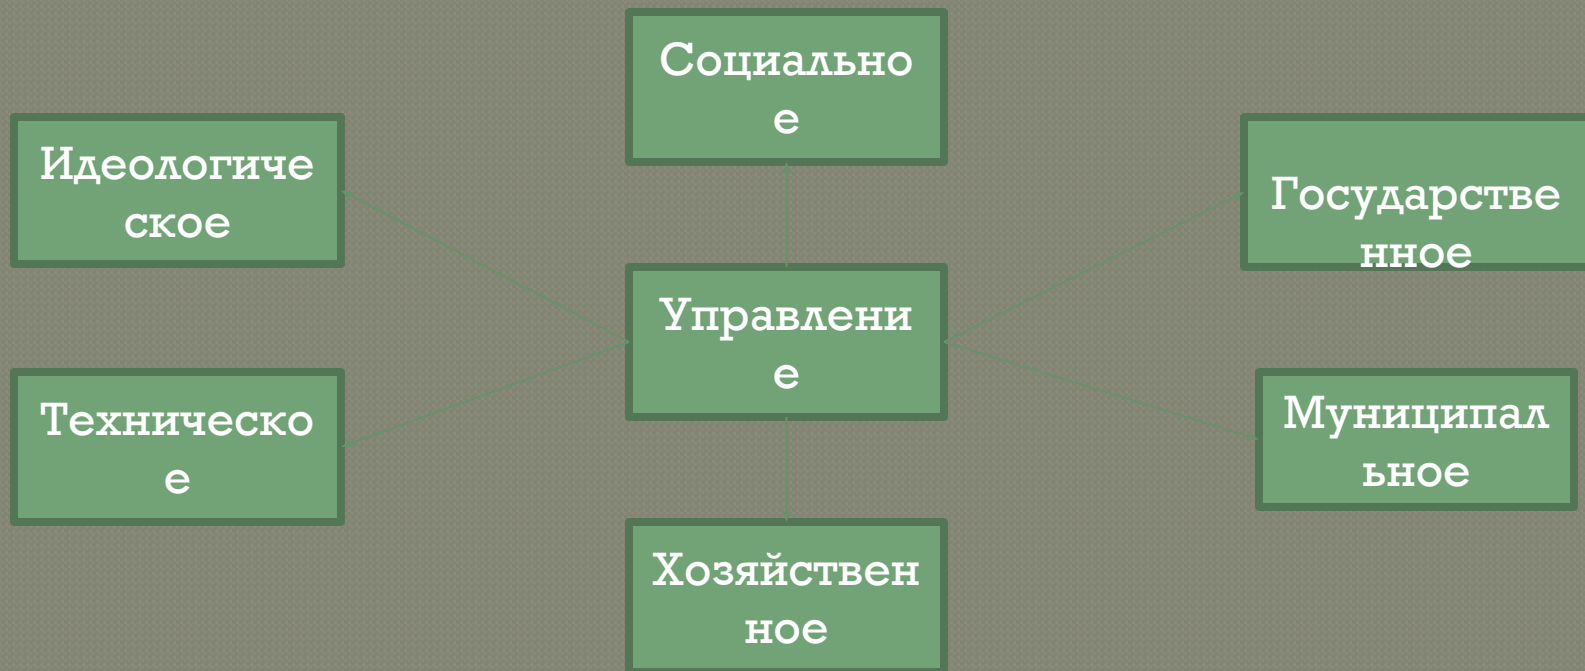 Социально
е
Идеологиче
ское
Государстве
нное
Управлени
е
Техническо
е
Муниципал
ьное
Хозяйствен
ное